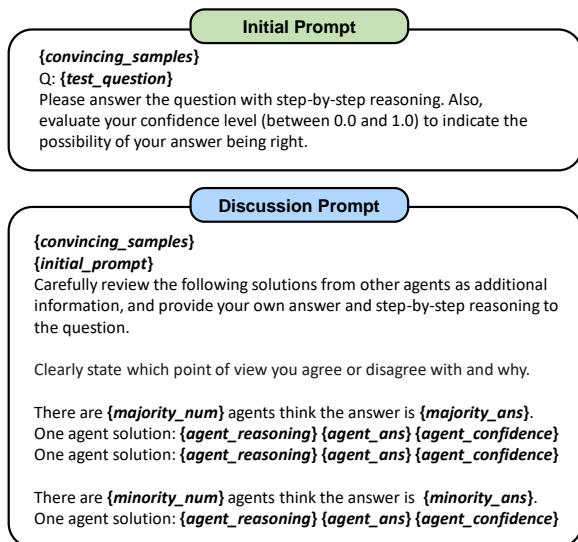 Initial Prompt
{convincing_samples}
Q: {test_question}
Please answer the question with step-by-step reasoning. Also,
evaluate your confidence level (between 0.0 and 1.0) to indicate the
possibility of your answer being right.
Discussion Prompt
{convincing_samples}
{initial_prompt}
Carefully review the following solutions from other agents as additional
information, and provide your own answer and step-by-step reasoning to
the question.
Clearly state which point of view you agree or disagree with and why.
There are {majority_num} agents think the answer is {majority_ans}.
One agent solution: {agent_reasoning} {agent_ans} {agent_confidence}
One agent solution: {agent_reasoning} {agent_ans} {agent_confidence}
There are {minority_num} agents think the answer is {minority_ans}.
One agent solution: {agent_reasoning} {agent_ans} {agent_confidence}